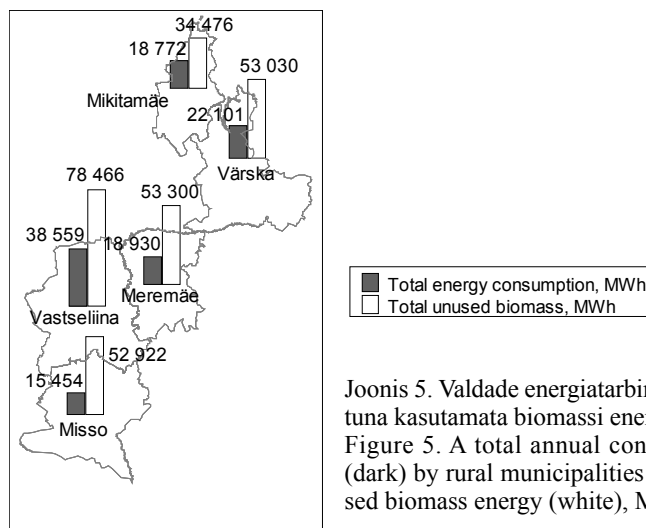 34 476
18 772
53 030
Mikitamäe
22 101
Värska
78 466
53 300
38 559
18 930
Meremäe
Vastseliina
52 922
15 454
Misso
Total energy consumption, MWh
Total unused biomass, MWh
Joonis 5. Valdade energiatarbi
tuna kasutamata biomassi ener
Figure 5. A total annual con
(dark) by rural municipalities
sed biomass energy (white), M